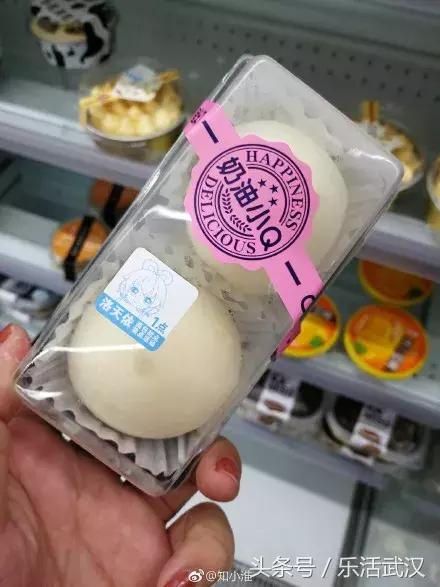 HAPPINESS
奶油小Q
DELICIOUS
洛天依
1点
头条号 / 乐活武汉
@知小淮